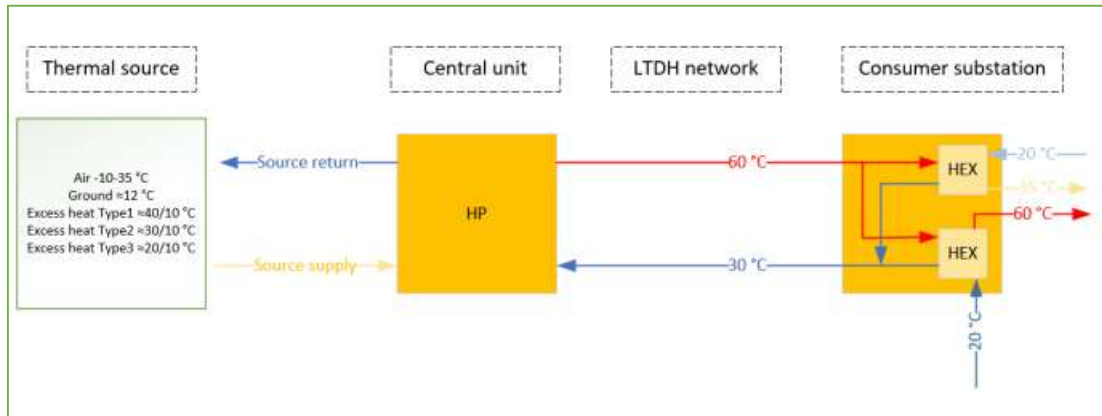 Thermal source
Central unit
LTDH network
Consumer substation
Air -10-35 °C
Ground ≈12 °C
Excess heat Type1 ≈40/10 °C
Excess heat Type2 ≈30/10 °C
Excess heat Type3 ≈20/10 °C
Source return
Source supply
HP
60 °C
30 °C
HEX
20 °C
35 °C
60 °C
HEX
20 °C